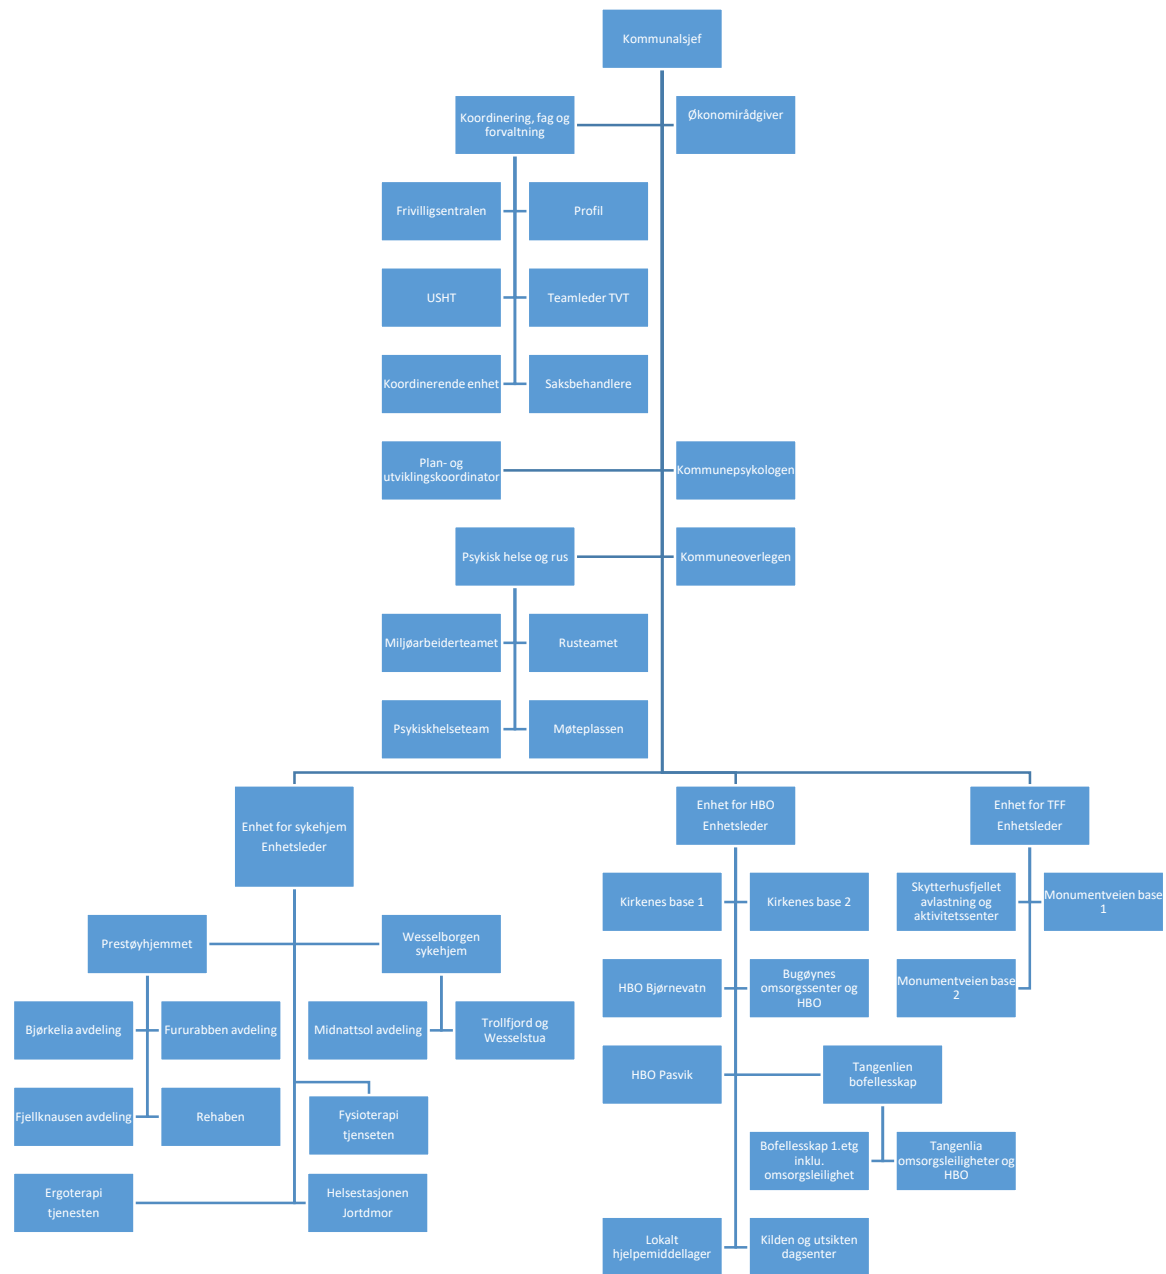 Kommunalsjef
Koordinering, fag og
forvaltning
Økonomirådgiver
Frivilligsentralen
Profil
USHT
Teamleder TVT
Koordinerende enhet
Saksbehandlere
Plan- og
utviklingskoordinator
Kommunepsykologen
Psykisk helse og rus
Kommuneoverlegen
Miljøarbeiderteamet
Rusteamet
Psykiskhelseteam
Møteplassen
Enhet for sykehjem
Enhetsleder
Enhet for HBO
Enhetsleder
Enhet for TFF
Enhetsleder
Kirkenes base 1
Kirkenes base 2
Skytterhusfjellet
avlastning og
aktivitetssenter
Monumentveien base
1
Prestøyhjemmet
Wesselborgen
sykehjem
HBO Bjørnevatn
Bugøynes
omsorgssenter og
HBO
Monumentveien base
2
Bjørkelia avdeling
Fururabben avdeling
Midnattsol avdeling
Trollfjord og
Wesselstua
HBO Pasvik
Tangenlien
bofellesskap
Fjellknausen avdeling
Rehaben
Fysioterapi
tjenseten
Bofellesskap 1.etg
inklu.
omsorgsleilighet
Tangenlia
omsorgsleiligheter og
HBO
Ergoterapi
tjenesten
Helsestasjonen
Jortdmor
Lokalt
hjelpemiddellager
Kilden og utsikten
dagsenter